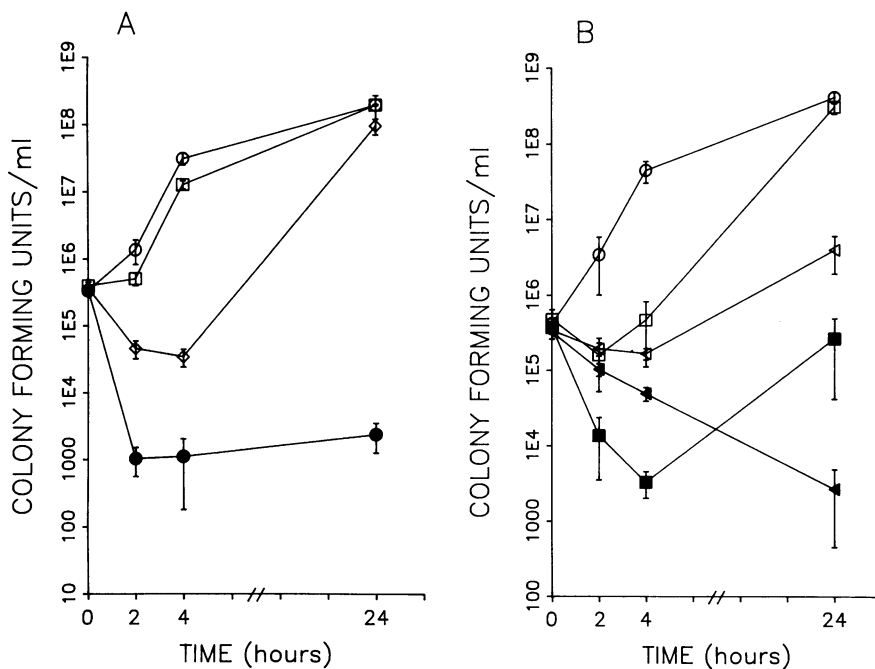 A
COLONY FORMING UNITS/ml
1E9
1E8
1E7
1E6
1E5
1E4
1000
100
10
0 2 4 24
TIME (hours)
B
COLONY FORMING UNITS/ml
1E9
1E8
1E7
1E6
1E5
1E4
1000
100
0 2 4 24
TIME (hours)